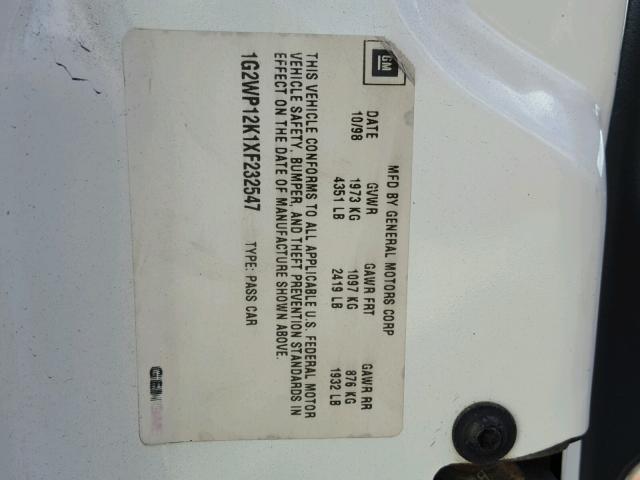 GM
MFD BY GENERAL MOTORS CORP
DATE GVWR GAWR FRT GAWR RR
10/98 1973 KG 1097 KG 876 KG
4351 LB 2419 LB 1932 LB
THIS VEHICLE CONFORMS TO ALL APPLICABLE U.S. FEDERAL MOTOR
VEHICLE SAFETY, BUMPER, AND THEFT PREVENTION STANDARDS IN
EFFECT ON THE DATE OF MANUFACTURE SHOWN ABOVE.
1G2WP12K1XF232547 TYPE: PASS CAR